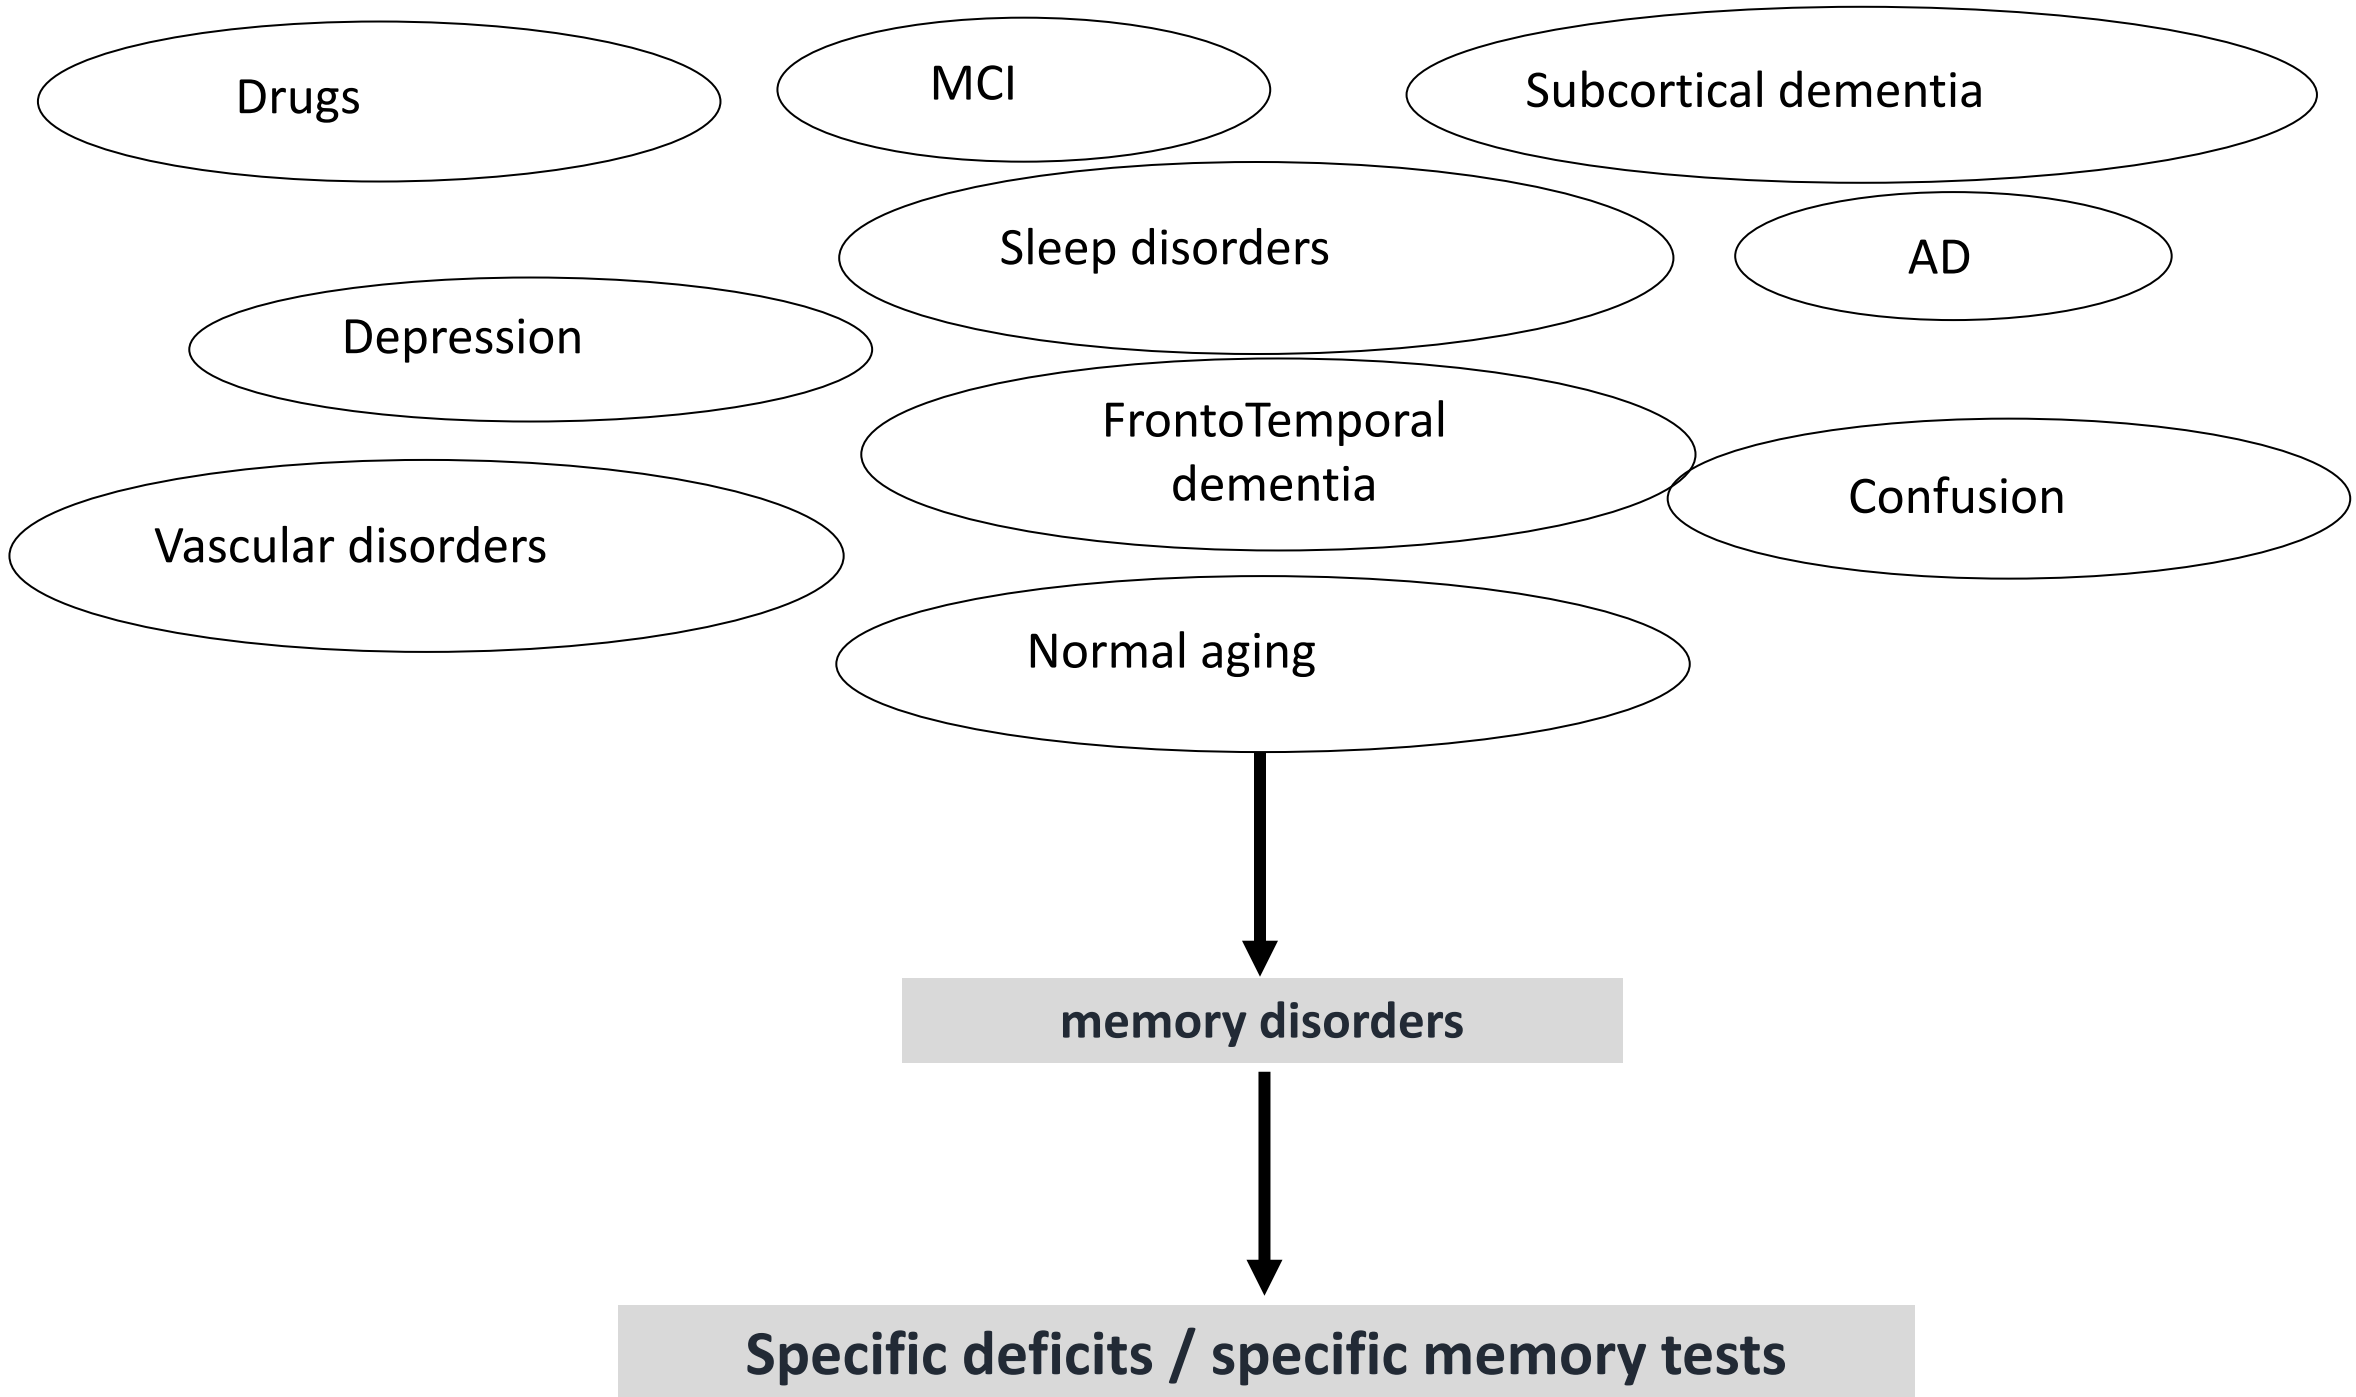 Drugs
MCI
Subcortical dementia
Sleep disorders
AD
Depression
FrontoTemporal
dementia
Confusion
Vascular disorders
Normal aging
memory disorders
Specific deficits / specific memory tests